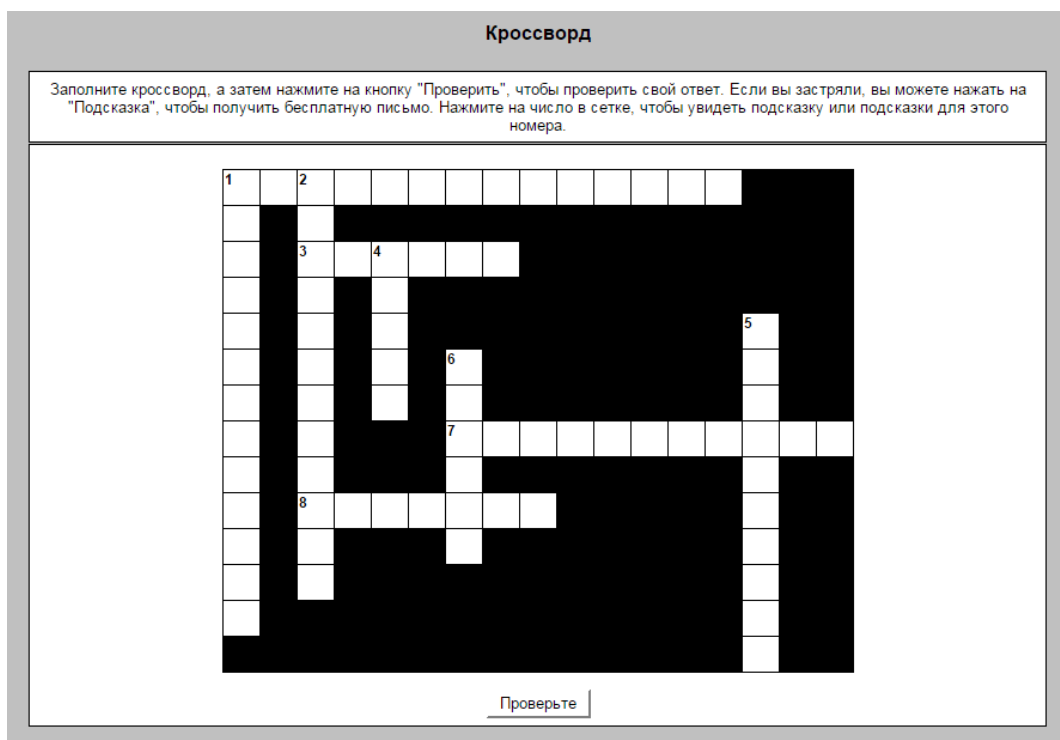 Кроссворд
Заполните кроссворд, а затем нажмите на кнопку "Проверить", чтобы проверить свой ответ. Если вы застряли, вы можете нажать на
"Подсказка", чтобы получить бесплатную письмо. Нажмите на число в сетке, чтобы увидеть подсказку или подсказки для этого
номера.
1 2
3 4
5
6
7
8
Проверьте